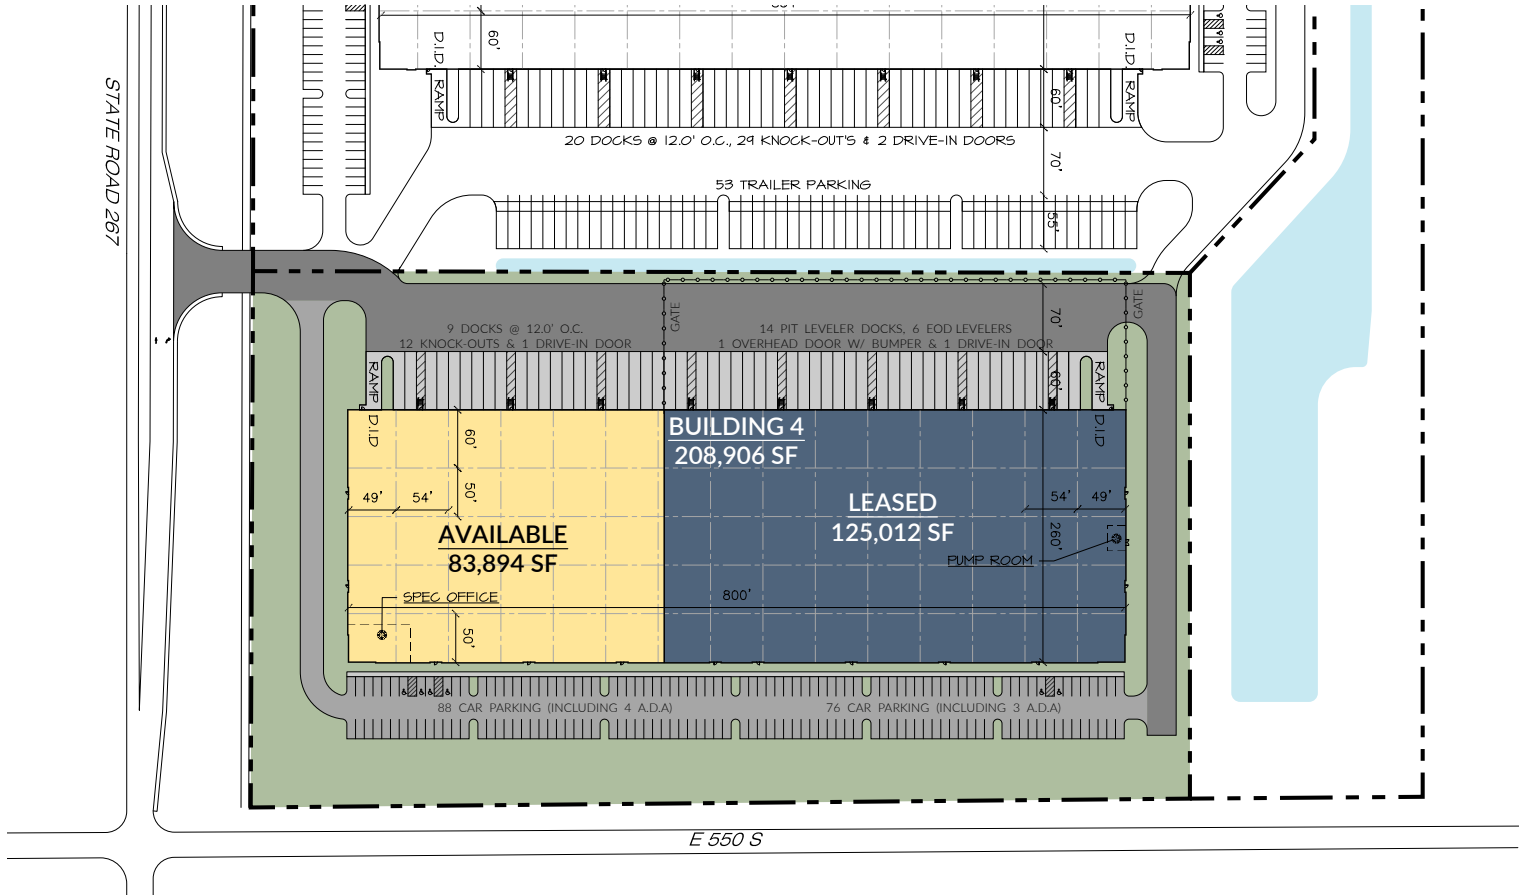 D.I.D.
60'
D.I.D.
RAMP
60'
RAMP
STATE ROAD 267
20 DOCKS @ 12.0' O.C., 29 KNOCK-OUT'S & 2 DRIVE-IN DOORS
70'
53 TRAILER PARKING
55'
GATE
GATE
9 DOCKS @ 12.0' O.C.
12 KNOCK-OUTS & 1 DRIVE-IN DOOR
14 PIT LEVELER DOCKS, 6 EOD LEVELERS
1 OVERHEAD DOOR W/ BUMPER & 1 DRIVE-IN DOOR
70'
RAMP
60'
RAMP
D.I.D
60'
BUILDING 4
208,906 SF
D.I.D
49'
54'
50'
LEASED
125,012 SF
54'
49'
AVAILABLE
83,894 SF
260'
PUMP ROOM
SPEC OFFICE
800'
50'
88 CAR PARKING (INCLUDING 4 A.D.A)
76 CAR PARKING (INCLUDING 3 A.D.A)
E 550 S